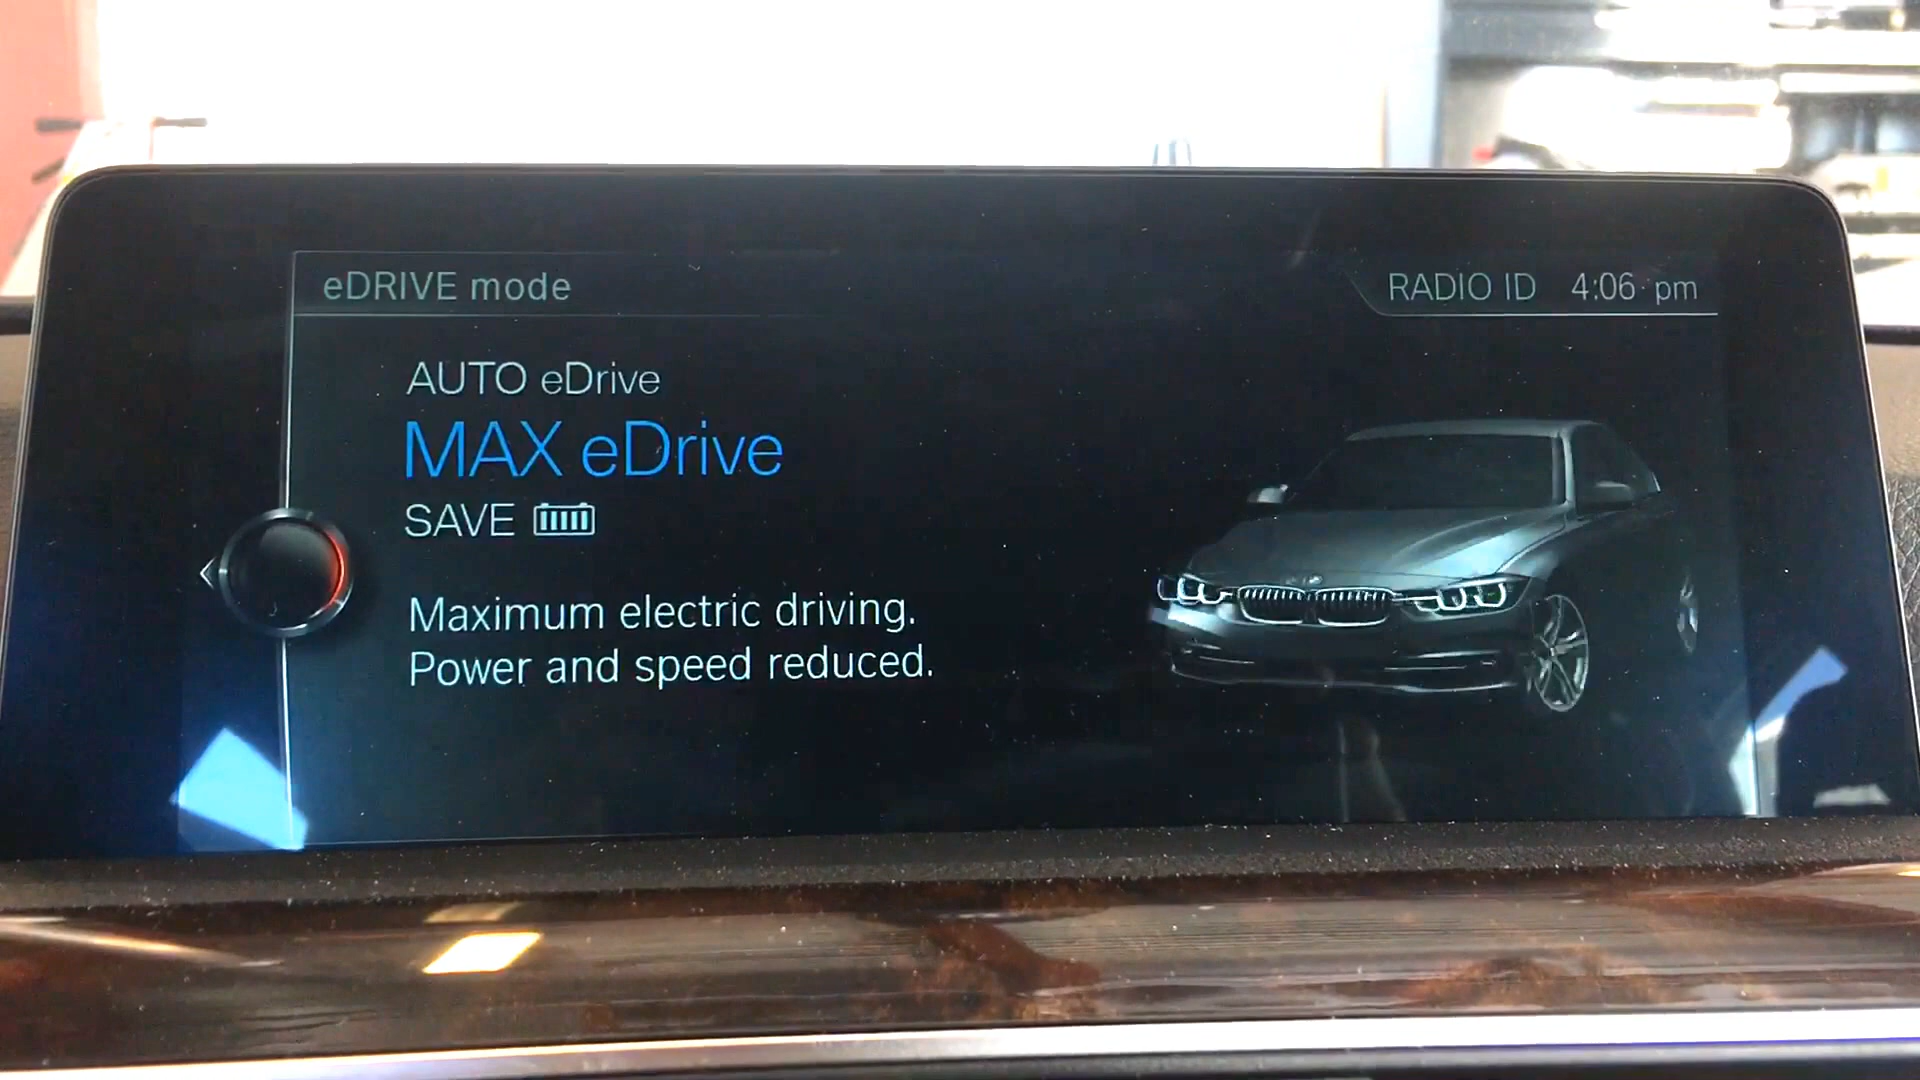 eDRIVE mode
RADIO ID 4:06 pm
AUTO eDrive
MAX eDrive
SAVE
Maximum electric driving.
Power and speed reduced.